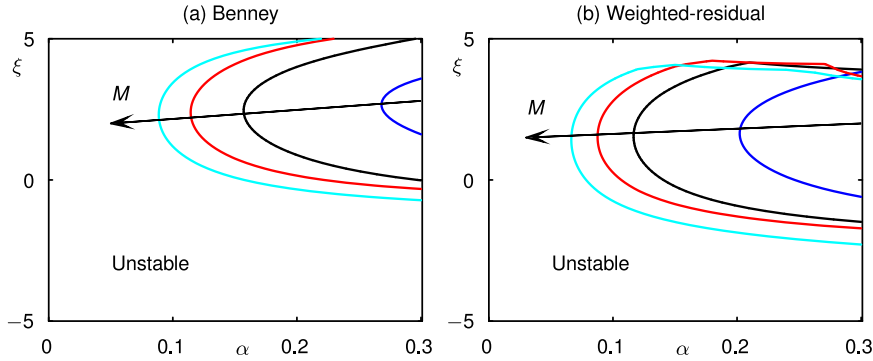 (a) Benney
(b) Weighted-residual
5
ξ
M
0
Unstable
−5
0
0.1
α
0.2
0.3
5
ξ
M
0
Unstable
−5
0
0.1
α
0.2
0.3